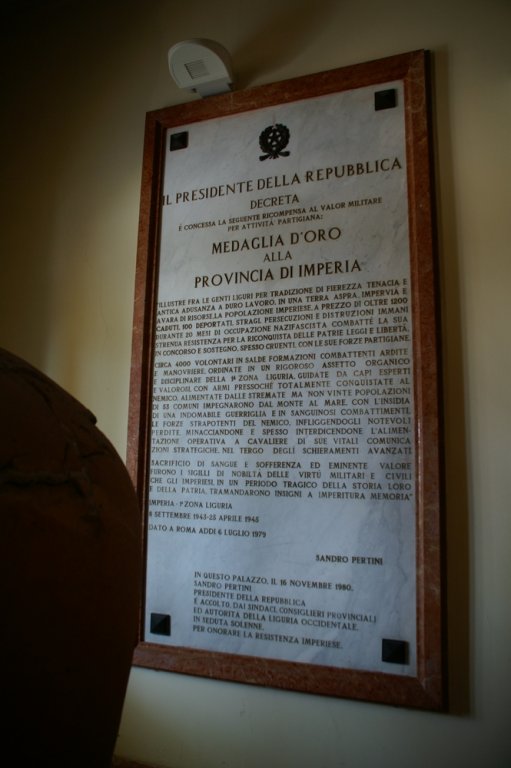 IL PRESIDENTE DELLA REPUBBLICA
DECRETA
È CONCESSA LA SEGUENTE RICOMPENSA AL VALOR MILITARE
PER ATTIVITÀ PARTIGIANA:
MEDAGLIA D'ORO
ALLA
PROVINCIA DI IMPERIA
"ILLUSTRE FRA LE GENTI LIGURI PER TRADIZIONE DI FIEREZZA TENACIA E
ANTICA ADUSANZA A DURO LAVORO, IN UNA TERRA ASPRA, IMPERVIA E
AVARA DI RISORSE, LA POPOLAZIONE IMPERIESE, A PREZZO DI OLTRE 1200
CADUTI, 100 DEPORTATI, STRAGI, PERSECUZIONI E DISTRUZIONI IMMANI
DURANTE 20 MESI DI OCCUPAZIONE NAZIFASCISTA COMBATTÉ LA SUA
STRENUA RESISTENZA PER LA RICONQUISTA DELLE PATRIE LEGGI E LIBERTÀ,
IN CONCORSO E SOSTEGNO, SPESSO CRUENTI, CON LE SUE FORZE PARTIGIANE.
CIRCA 4000 VOLONTARI IN SALDE FORMAZIONI COMBATTENTI ARDITE
E MANOVRIERE, ORDINATE IN UN RIGOROSO ASSETTO ORGANICO
E DISCIPLINARE DELLA 1ª ZONA LIGURIA, GUIDATE DA CAPI ESPERTI
E VALOROSI, CON ARMI PRESSOCHÉ TOTALMENTE CONQUISTATE AL
NEMICO, ALIMENTATE DALLE STREMATE MA NON VINTE POPOLAZIONI
DI 53 COMUNI IMPEGNARONO DAL MONTE AL MARE, CON L'INSIDIA
DI UNA INDOMABILE GUERRIGLIA E IN SANGUINOSI COMBATTIMENTI,
LE FORZE STRAPOTENTI DEL NEMICO, INFLIGGENDOGLI NOTEVOLI
PERDITE, MINACCIANDONE E SPESSO INTERDICENDONE L'ALIMEN-
TAZIONE OPERATIVA A CAVALIERE DI SUE VITALI COMUNICA
ZIONI STRATEGICHE, NEL TERGO DEGLI SCHIERAMENTI AVANZATI
SACRIFICIO DI SANGUE E SOFFERENZA ED EMINENTE VALORE
FURONO I SIGILLI DI NOBILTÀ DELLE VIRTÙ MILITARI E CIVILI
CHE GLI IMPERIESI, IN UN PERIODO TRAGICO DELLA STORIA LORO
E DELLA PATRIA, TRAMANDARONO INSIGNI A IMPERITURA MEMORIA"
IMPERIA - 1ª ZONA LIGURIA
8 SETTEMBRE 1943-25 APRILE 1945
DATO A ROMA ADDÌ 6 LUGLIO 1979
SANDRO PERTINI
IN QUESTO PALAZZO, IL 16 NOVEMBRE 1980,
SANDRO PERTINI
PRESIDENTE DELLA REPUBBLICA
È ACCOLTO, DAI SINDACI, CONSIGLIERI PROVINCIALI
ED AUTORITÀ DELLA LIGURIA OCCIDENTALE,
IN SEDUTA SOLENNE,
PER ONORARE LA RESISTENZA IMPERIESE.